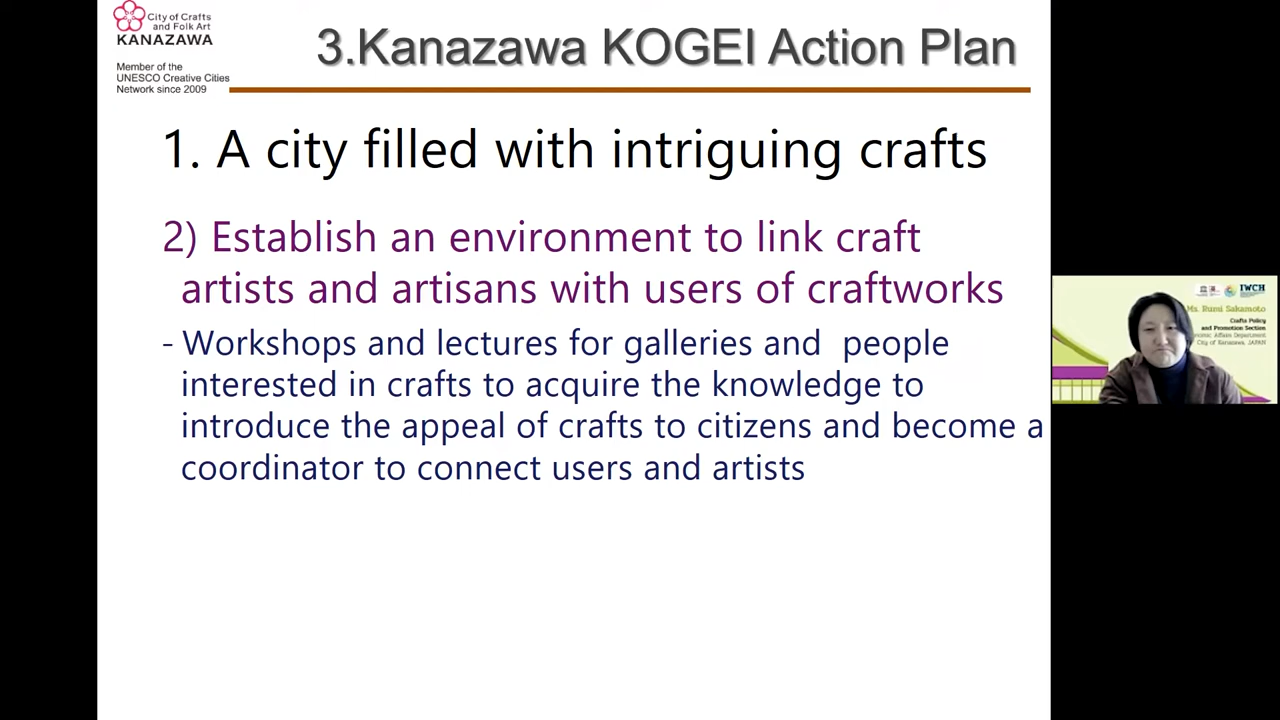 City of Crafts
and Folk Art
KANAZAWA
Member of the
UNESCO Creative Cities
Network since 2009
3.Kanazawa KOGEI Action Plan
1. A city filled with intriguing crafts
2) Establish an environment to link craft
artists and artisans with users of craftworks
- Workshops and lectures for galleries and people
interested in crafts to acquire the knowledge to
introduce the appeal of crafts to citizens and become a
coordinator to connect users and artists
IWCH
Ms. Rumi Sakamoto
Crafts Policy
and Promotion Section
Affairs Department
City of Kanazawa, JAPAN